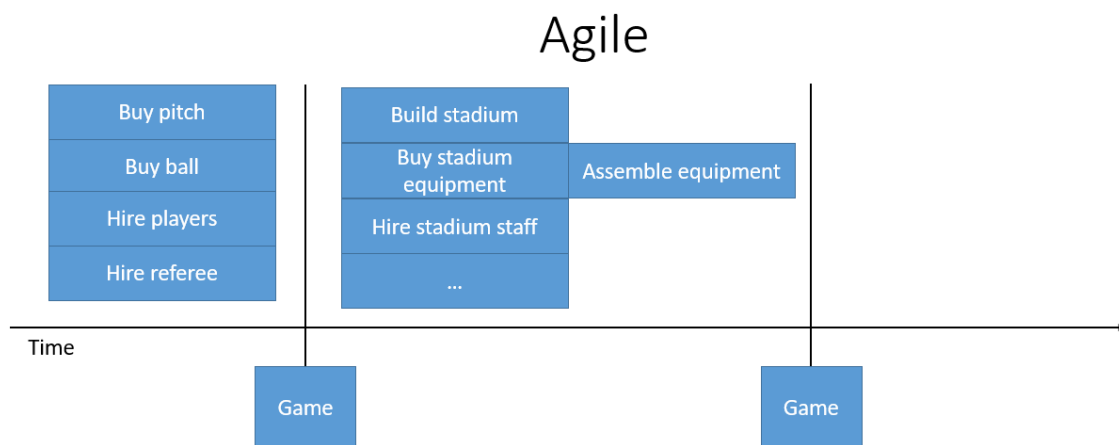 Agile
Buy pitch
Buy ball
Hire players
Hire referee
Build stadium
Buy stadium
equipment
Assemble equipment
Hire stadium staff
...
Time
Game
Game